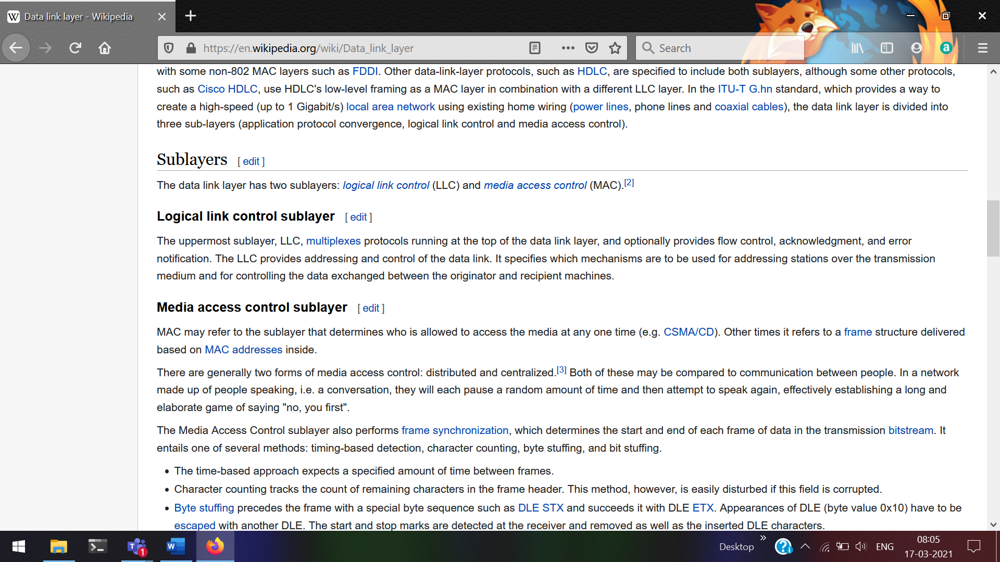 Data link layer - Wikipedia
https://en.wikipedia.org/wiki/Data_link_layer
Search
with some non-802 MAC layers such as FDDI. Other data-link-layer protocols, such as HDLC, are specified to include both sublayers, although some other protocols,
such as Cisco HDLC, use HDLC's low-level framing as a MAC layer in combination with a different LLC layer. In the ITU-T G.hn standard, which provides a way to
create a high-speed (up to 1 Gigabit/s) local area network using existing home wiring (power lines, phone lines and coaxial cables), the data link layer is divided into
three sub-layers (application protocol convergence, logical link control and media access control).
Sublayers [ edit ]
The data link layer has two sublayers: logical link control (LLC) and media access control (MAC).[2]
Logical link control sublayer [ edit ]
The uppermost sublayer, LLC, multiplexes protocols running at the top of the data link layer, and optionally provides flow control, acknowledgment, and error
notification. The LLC provides addressing and control of the data link. It specifies which mechanisms are to be used for addressing stations over the transmission
medium and for controlling the data exchanged between the originator and recipient machines.
Media access control sublayer [ edit ]
MAC may refer to the sublayer that determines who is allowed to access the media at any one time (e.g. CSMA/CD). Other times it refers to a frame structure delivered
based on MAC addresses inside.
There are generally two forms of media access control: distributed and centralized.[3] Both of these may be compared to communication between people. In a network
made up of people speaking, i.e. a conversation, they will each pause a random amount of time and then attempt to speak again, effectively establishing a long and
elaborate game of saying "no, you first".
The Media Access Control sublayer also performs frame synchronization, which determines the start and end of each frame of data in the transmission bitstream. It
entails one of several methods: timing-based detection, character counting, byte stuffing, and bit stuffing.
• The time-based approach expects a specified amount of time between frames.
• Character counting tracks the count of remaining characters in the frame header. This method, however, is easily disturbed if this field is corrupted.
• Byte stuffing precedes the frame with a special byte sequence such as DLE STX and succeeds it with DLE ETX. Appearances of DLE (byte value 0x10) have to be
escaped with another DLE. The start and stop marks are detected at the receiver and removed as well as the inserted DLE characters.
Desktop
ENG
08:05
17-03-2021